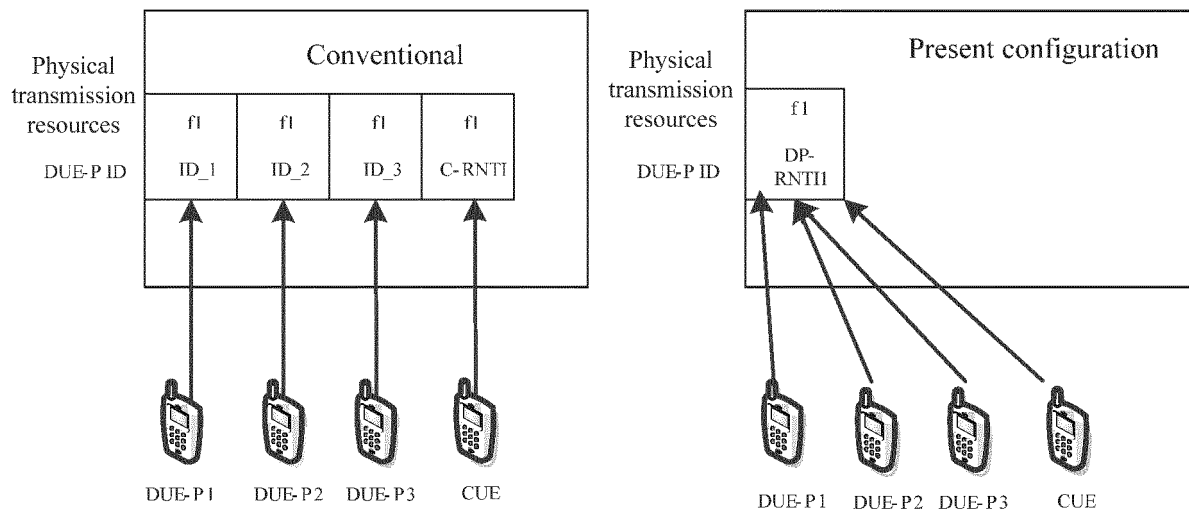 Conventional
Physical
transmission
resources
DUE-P ID
f1
ID_1
f1
ID_2
f1
ID_3
f1
C-RNTI
DUE-P1
DUE-P2
DUE-P3
CUE
Present configuration
Physical
transmission
resources
DUE-P ID
f1
DP-
RNTI1
DUE-P1
DUE-P2
DUE-P3
CUE